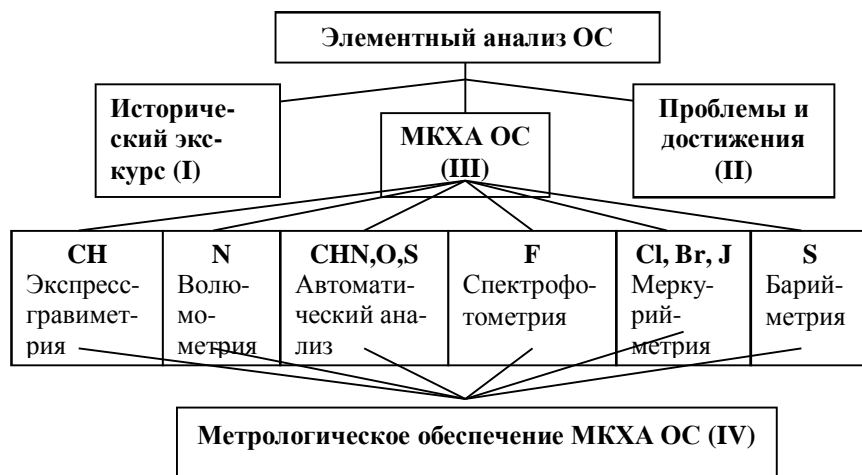 Элементный анализ ОС
Историче-
ский экс-
курс (I)
МКХА ОС
(III)
Проблемы и
достижения
(II)
CH
Экспресс-
гравимет-
рия
N
Волю-
мо-
метрия
CHN,O,S
Автомати-
ческий ана-
лиз
F
Спектрофо-
тометрия
Cl, Br, J
Мерку-
рий-
метрия
S
Барий-
метрия
Метрологическое обеспечение МКХА ОС (IV)